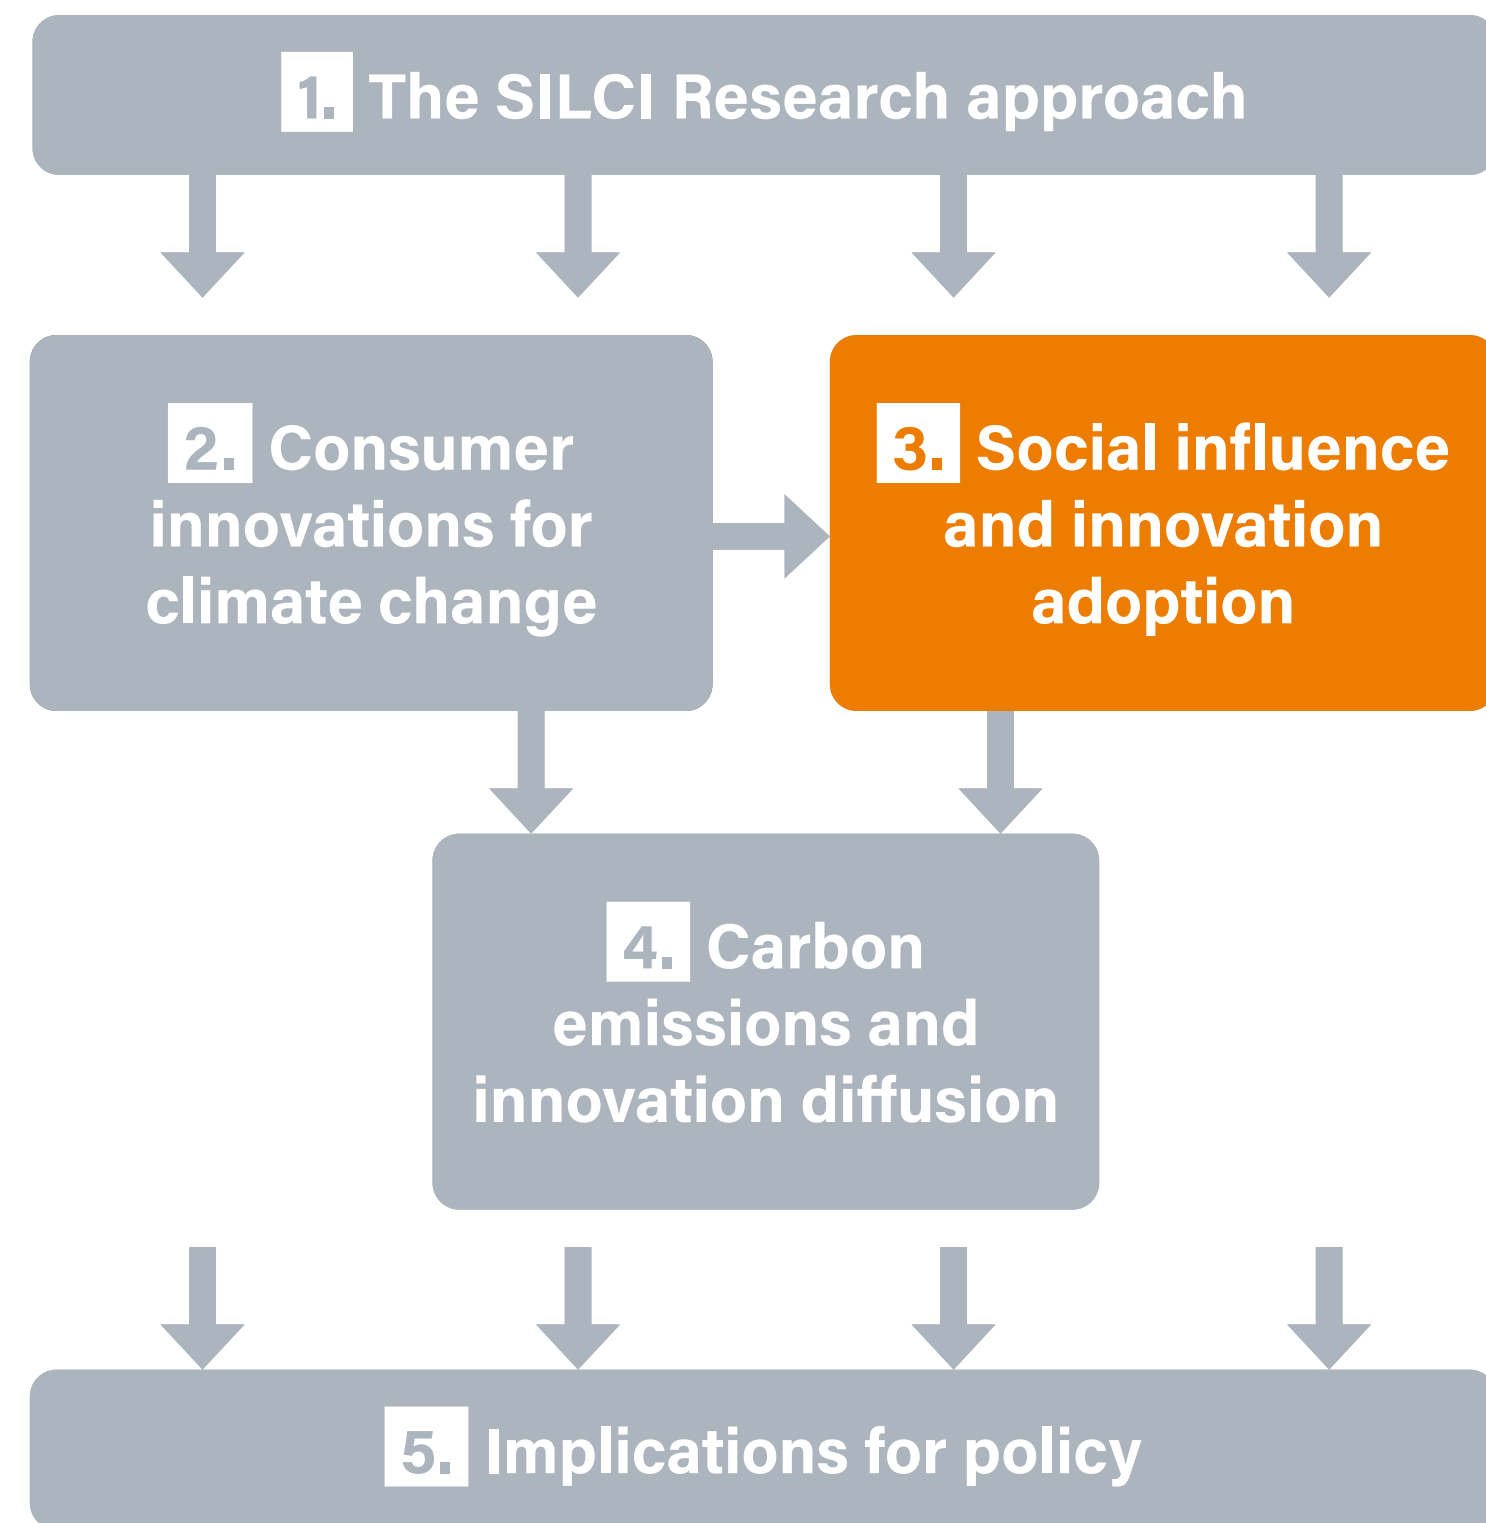 1. The SILCI Research approach
2. Consumer
innovations for
climate change
3. Social influence
and innovation
adoption
4. Carbon
emissions and
innovation diffusion
5. Implications for policy